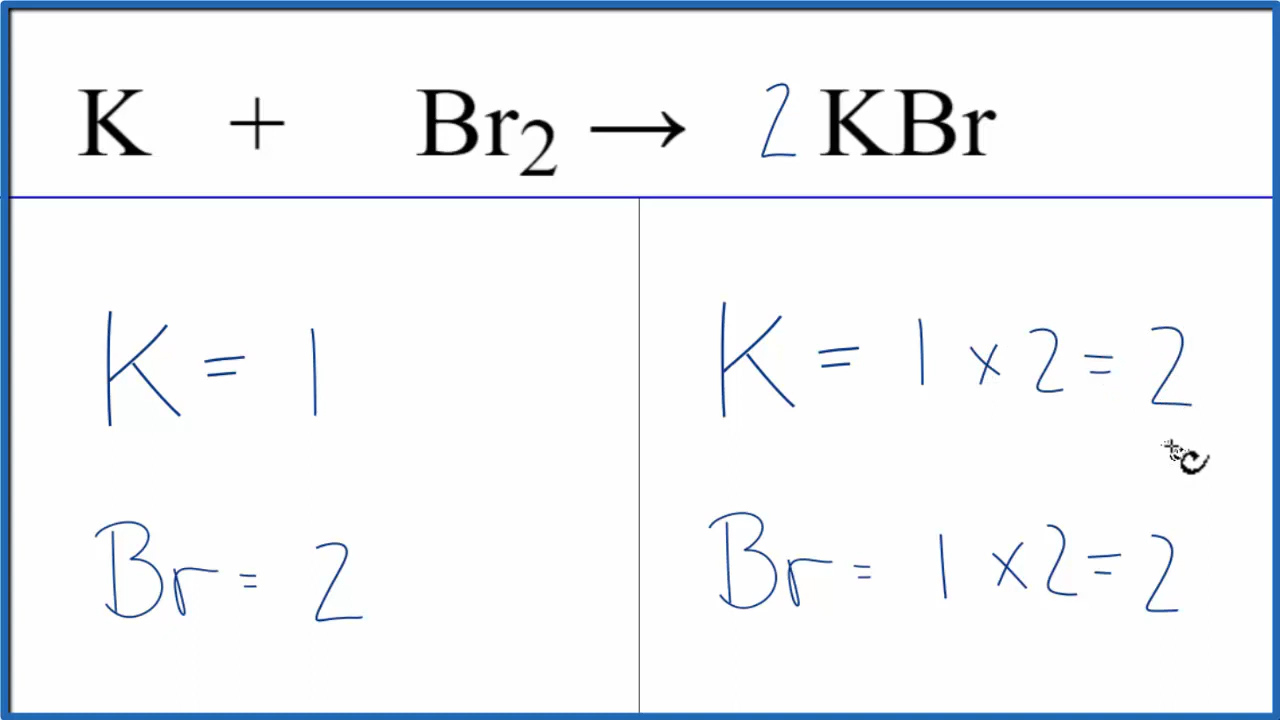 K + Br₂ → 2 KBr
K = 1
Br = 2
K = 1 x 2 = 2
Br = 1 x 2 = 2